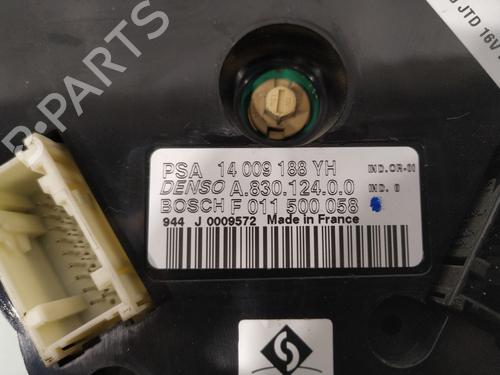 JTD 16V
B-PARTS
PSA 14 009 188 YH IND.OR-01
DENSO A.830.124.0.0 IND. 0
BOSCH F 011 500 058
944 J 0009572 Made in France